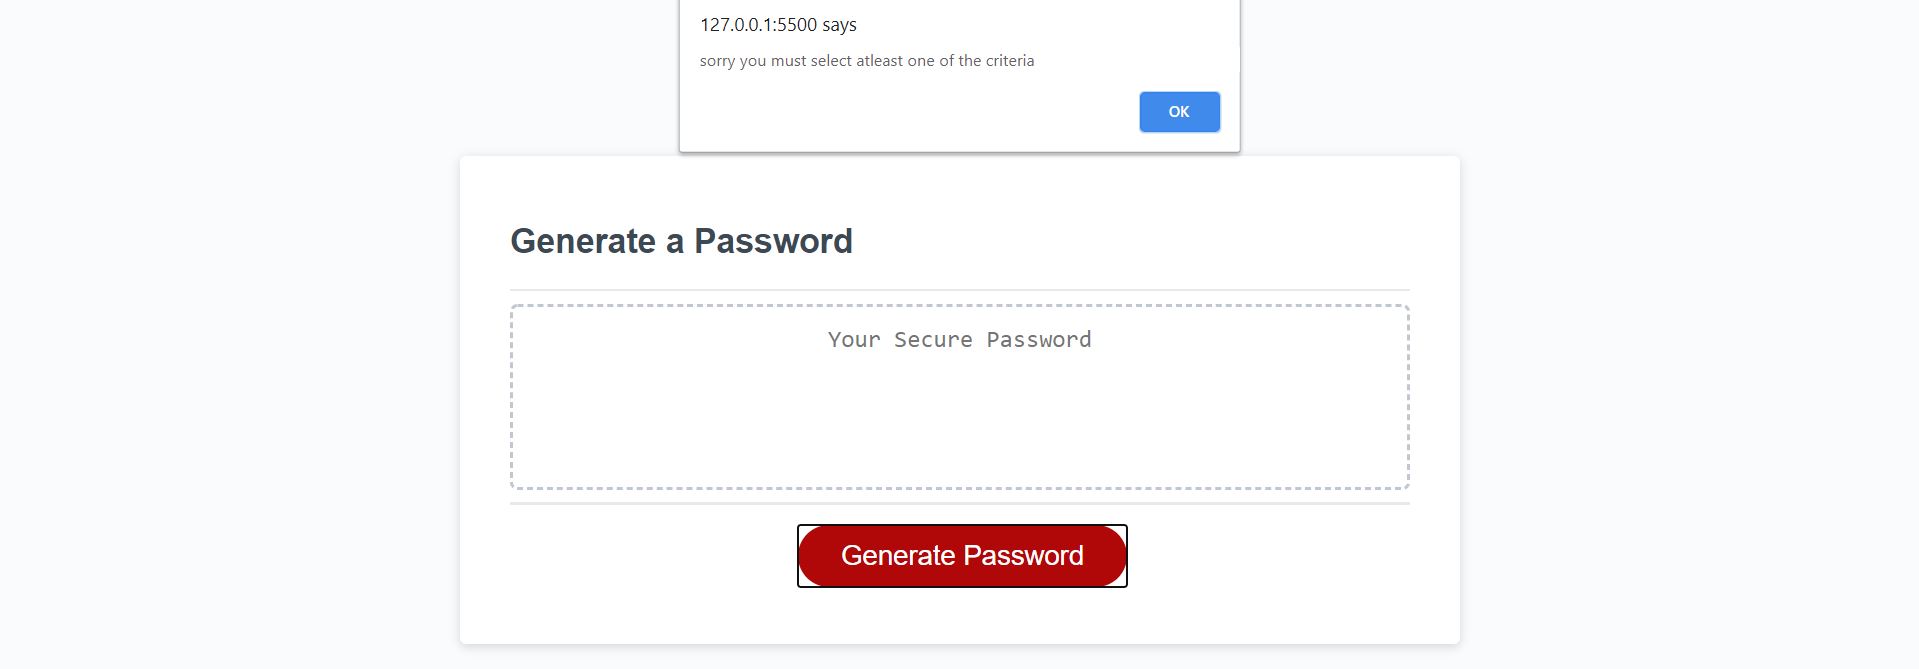 127.0.0.1:5500 says
sorry you must select atleast one of the criteria
OK
Generate a Password
Your Secure Password
Generate Password